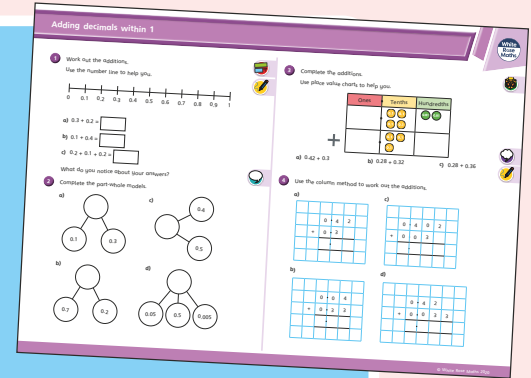 Adding decimals within 1
White
Rose
Maths
1 Work out the additions.
Use the number line to help you.
0 0.1 0.2 0.3 0.4 0.5 0.6 0.7 0.8 0.9 1
a) 0.3 + 0.2 =
b) 0.1 + 0.4 =
c) 0.2 + 0.1 + 0.2 =
What do you notice about your answers?
2 Complete the part-whole models.
a)
0.1 0.3
c)
0.4
0.5
b)
0.7 0.2
d)
0.05 0.5 0.005
3 Complete the additions.
Use place value charts to help you.
Ones Tenths Hundredths
+
a) 0.42 + 0.3 b) 0.28 + 0.32 c) 0.28 + 0.35
4 Use the column method to work out the additions.
a)
0 . 4 2
+ 0 . 3
.
c)
0 . 4 0 2
+ 0 0 3
.
b)
0 0 4
+ 0 . 3 3
.
d)
0 . 4 2
+ 0 . 0 3 3
.
© White Rose Maths 2020